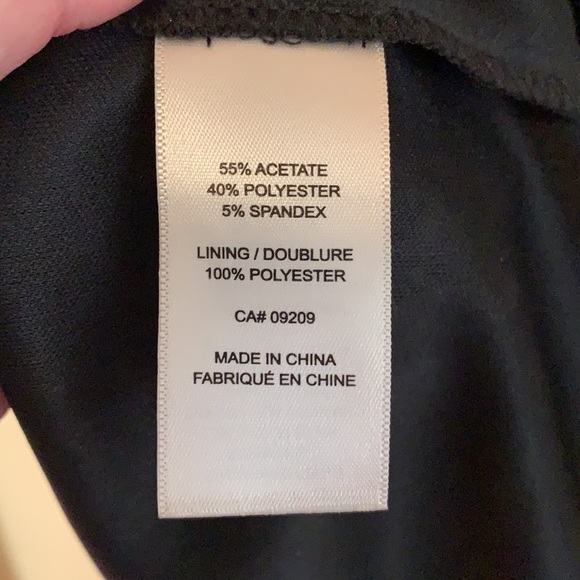 55% ACETATE
40% POLYESTER
5% SPANDEX
LINING / DOUBLURE
100% POLYESTER
CA# 09209
MADE IN CHINA
FABRIQUÉ EN CHINE